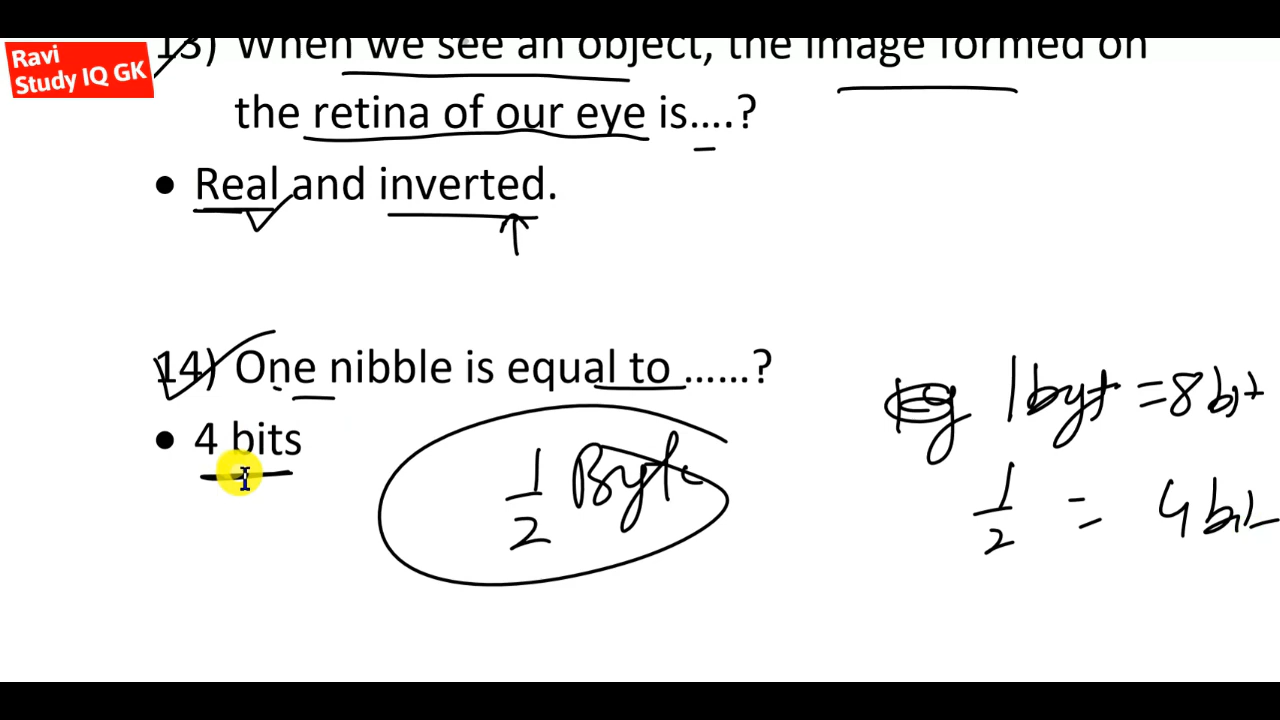 Ravi
Study IQ GK
13) When we see an object, the image formed on
the retina of our eye is....?
• Real and inverted.
14) One nibble is equal to ......?
• 4 bits
1/2 Byte
Eg 1 byt = 8 bit
1/2 = 4 bit